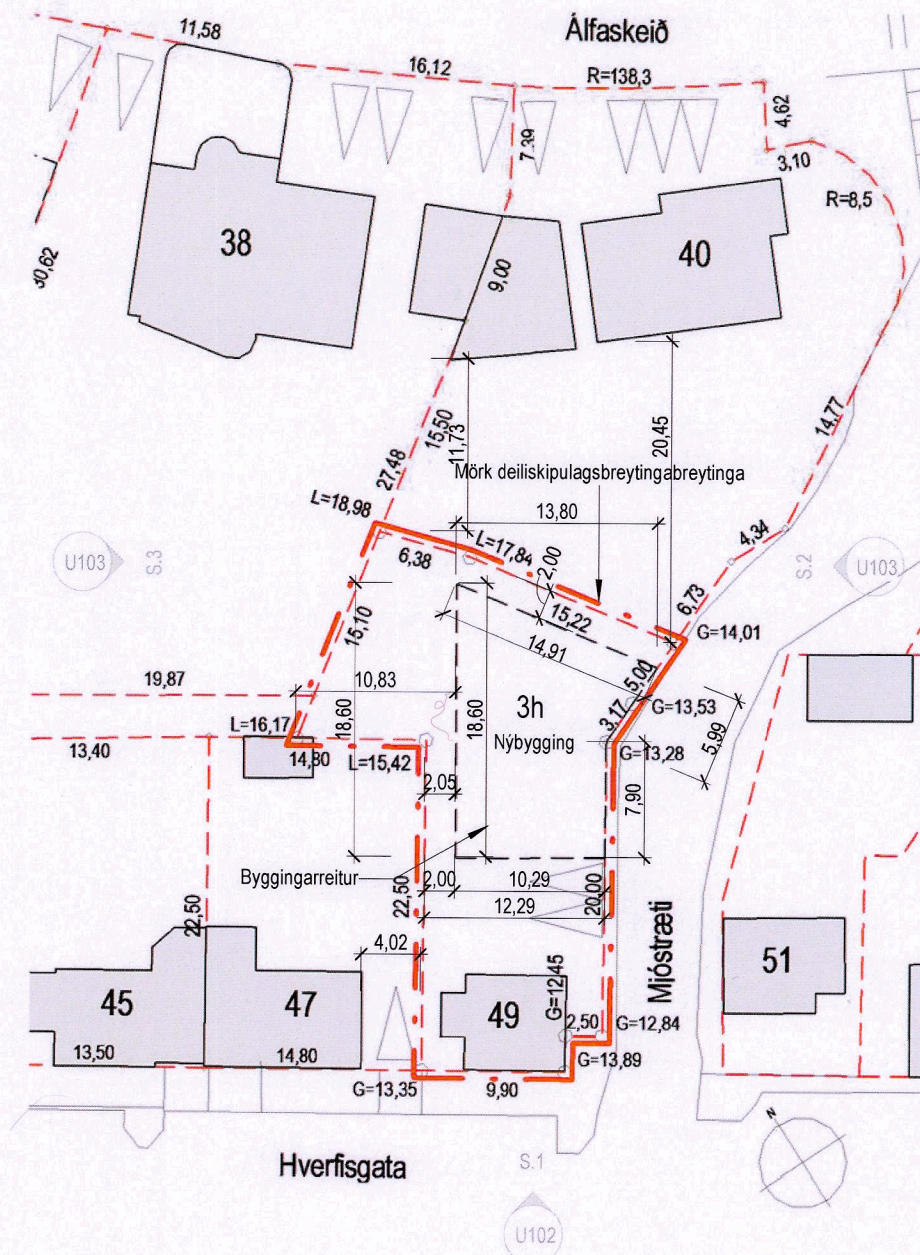 Álfaskeið
11,58
16,12
R=138,3
4,62
7,39
3,10
R=8,5
38
40
9,00
30,62
14,77
15,50
11,73
20,45
27,48
Mörk deiliskipulagsbreytingabreytinga
L=18,98
13,80
L=17,84
4,34
U103
S.3
S.2
U103
6,38
2,00
6,73
15,22
G=14,01
15,10
14,91
19,87
10,83
5,00
G=13,53
L=16,17
18,60
18,60
3h
3,17
Nýbygging
5,99
13,40
14,80
L=15,42
G=13,28
2,05
7,90
Byggingarreitur
2,00
10,29
22,50
22,50
12,29
20,00
4,02
Mjóstræti
51
45
47
49
G=12,45
2,50
G=12,84
13,50
14,80
G=13,89
G=13,35
9,90
N
Hverfisgata
S.1
U102